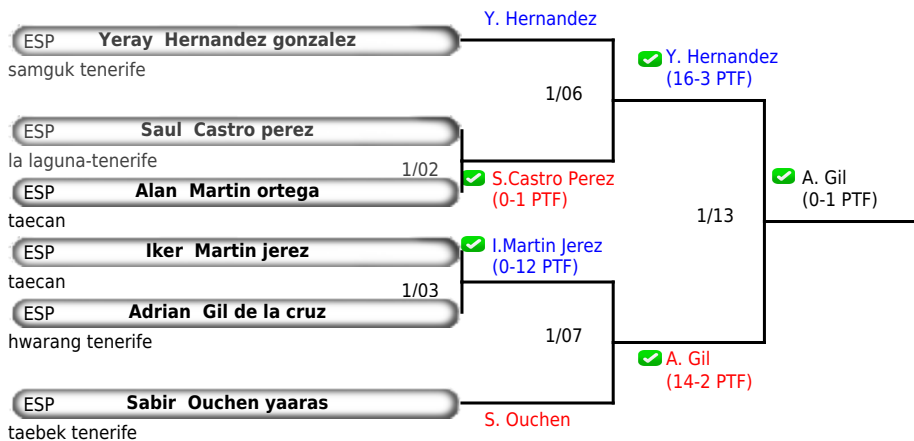 Y. Hernandez
ESP Yeray Hernandez gonzalez
samguk tenerife
Y. Hernandez
(16-3 PTF)
1/06
ESP Saul Castro perez
la laguna-tenerife
1/02
ESP Alan Martin ortega
taecan
S.Castro Perez
(0-1 PTF)
A. Gil
(0-1 PTF)
1/13
ESP Iker Martin jerez
taecan
I.Martin Jerez
(0-12 PTF)
1/03
ESP Adrian Gil de la cruz
hwarang tenerife
1/07
A. Gil
(14-2 PTF)
ESP Sabir Ouchen yaaras
taebek tenerife
S. Ouchen